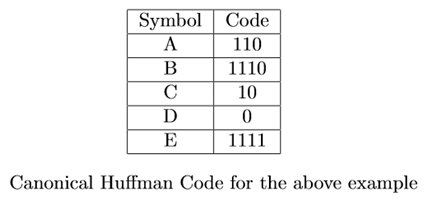 Symbol Code
A 110
B 1110
C 10
D 0
E 1111
Canonical Huffman Code for the above example